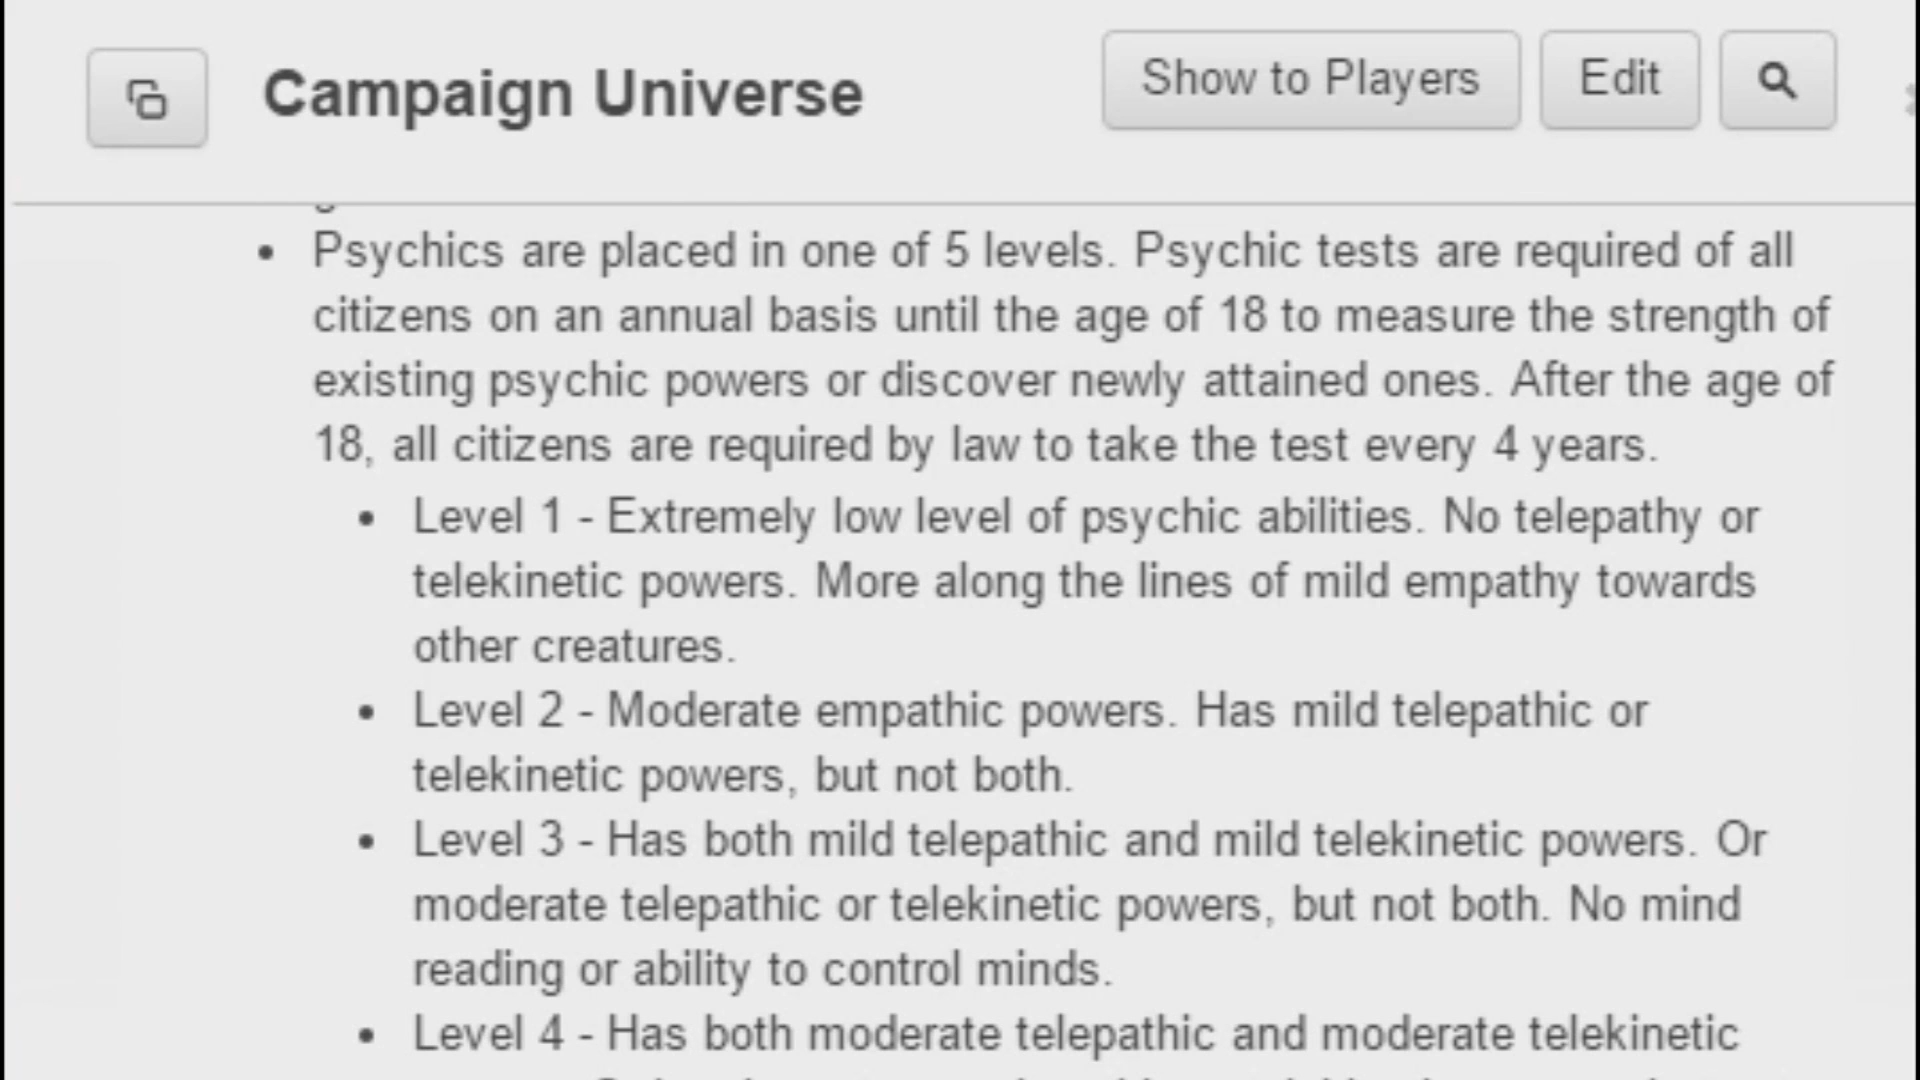 Campaign Universe
Show to Players
Edit
Psychics are placed in one of 5 levels. Psychic tests are required of all
citizens on an annual basis until the age of 18 to measure the strength of
existing psychic powers or discover newly attained ones. After the age of
18, all citizens are required by law to take the test every 4 years.
Level 1 - Extremely low level of psychic abilities. No telepathy or
telekinetic powers. More along the lines of mild empathy towards
other creatures.
Level 2 - Moderate empathic powers. Has mild telepathic or
telekinetic powers, but not both.
Level 3 - Has both mild telepathic and mild telekinetic powers. Or
moderate telepathic or telekinetic powers, but not both. No mind
reading or ability to control minds.
Level 4 - Has both moderate telepathic and moderate telekinetic